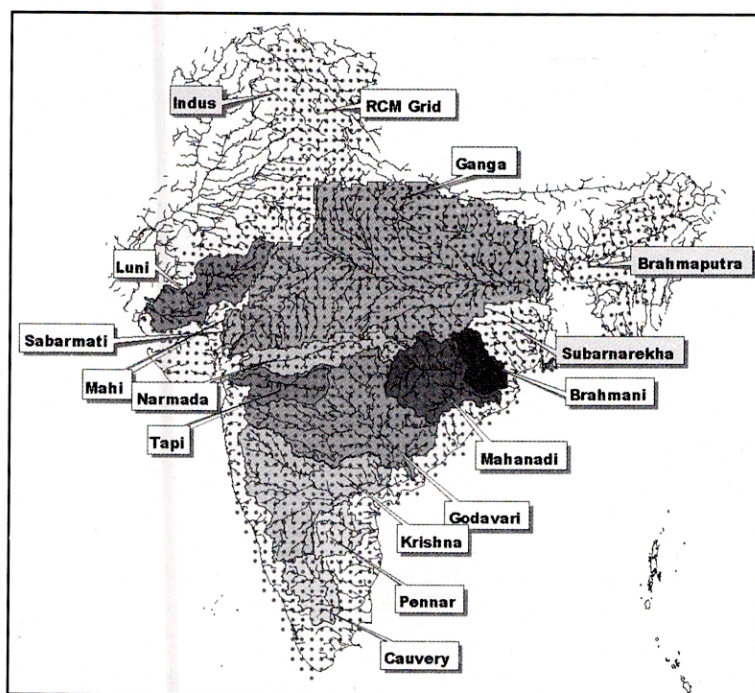 Indus
RCM Grid
Ganga
Luni
Brahmaputra
Sabarmati
Subarnarekha
Mahi
Narmada
Brahmani
Tapi
Mahanadi
Godavari
Krishna
Pennar
Cauvery